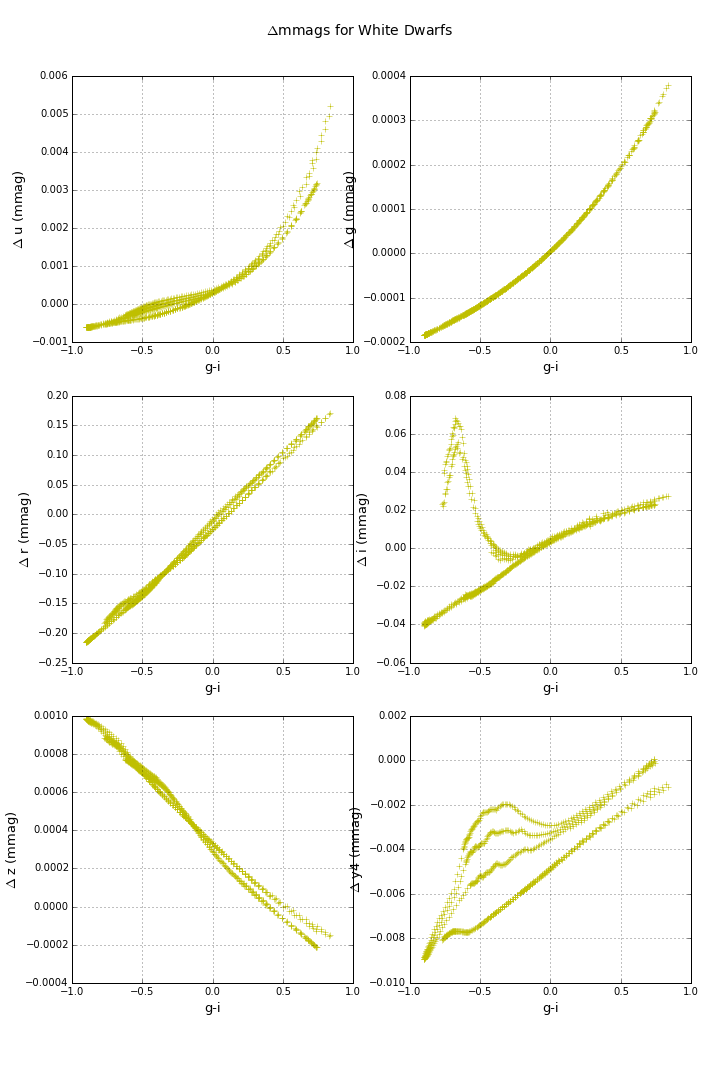 Δmmags for White Dwarfs
0.006
0.005
0.004
0.003
0.002
0.001
0.000
−0.001
−1.0 −0.5 0.0 0.5 1.0
g-i
Δ u (mmag)
0.0004
0.0003
0.0002
0.0001
0.0000
−0.0001
−0.0002
−1.0 −0.5 0.0 0.5 1.0
g-i
Δ g (mmag)
0.20
0.15
0.10
0.05
0.00
−0.05
−0.10
−0.15
−0.20
−0.25
−1.0 −0.5 0.0 0.5 1.0
g-i
Δ r (mmag)
0.08
0.06
0.04
0.02
0.00
−0.02
−0.04
−0.06
−1.0 −0.5 0.0 0.5 1.0
g-i
Δ i (mmag)
0.0010
0.0008
0.0006
0.0004
0.0002
0.0000
−0.0002
−0.0004
−1.0 −0.5 0.0 0.5 1.0
g-i
Δ z (mmag)
0.002
0.000
−0.002
−0.004
−0.006
−0.008
−0.010
−1.0 −0.5 0.0 0.5 1.0
g-i
Δ y4 (mmag)